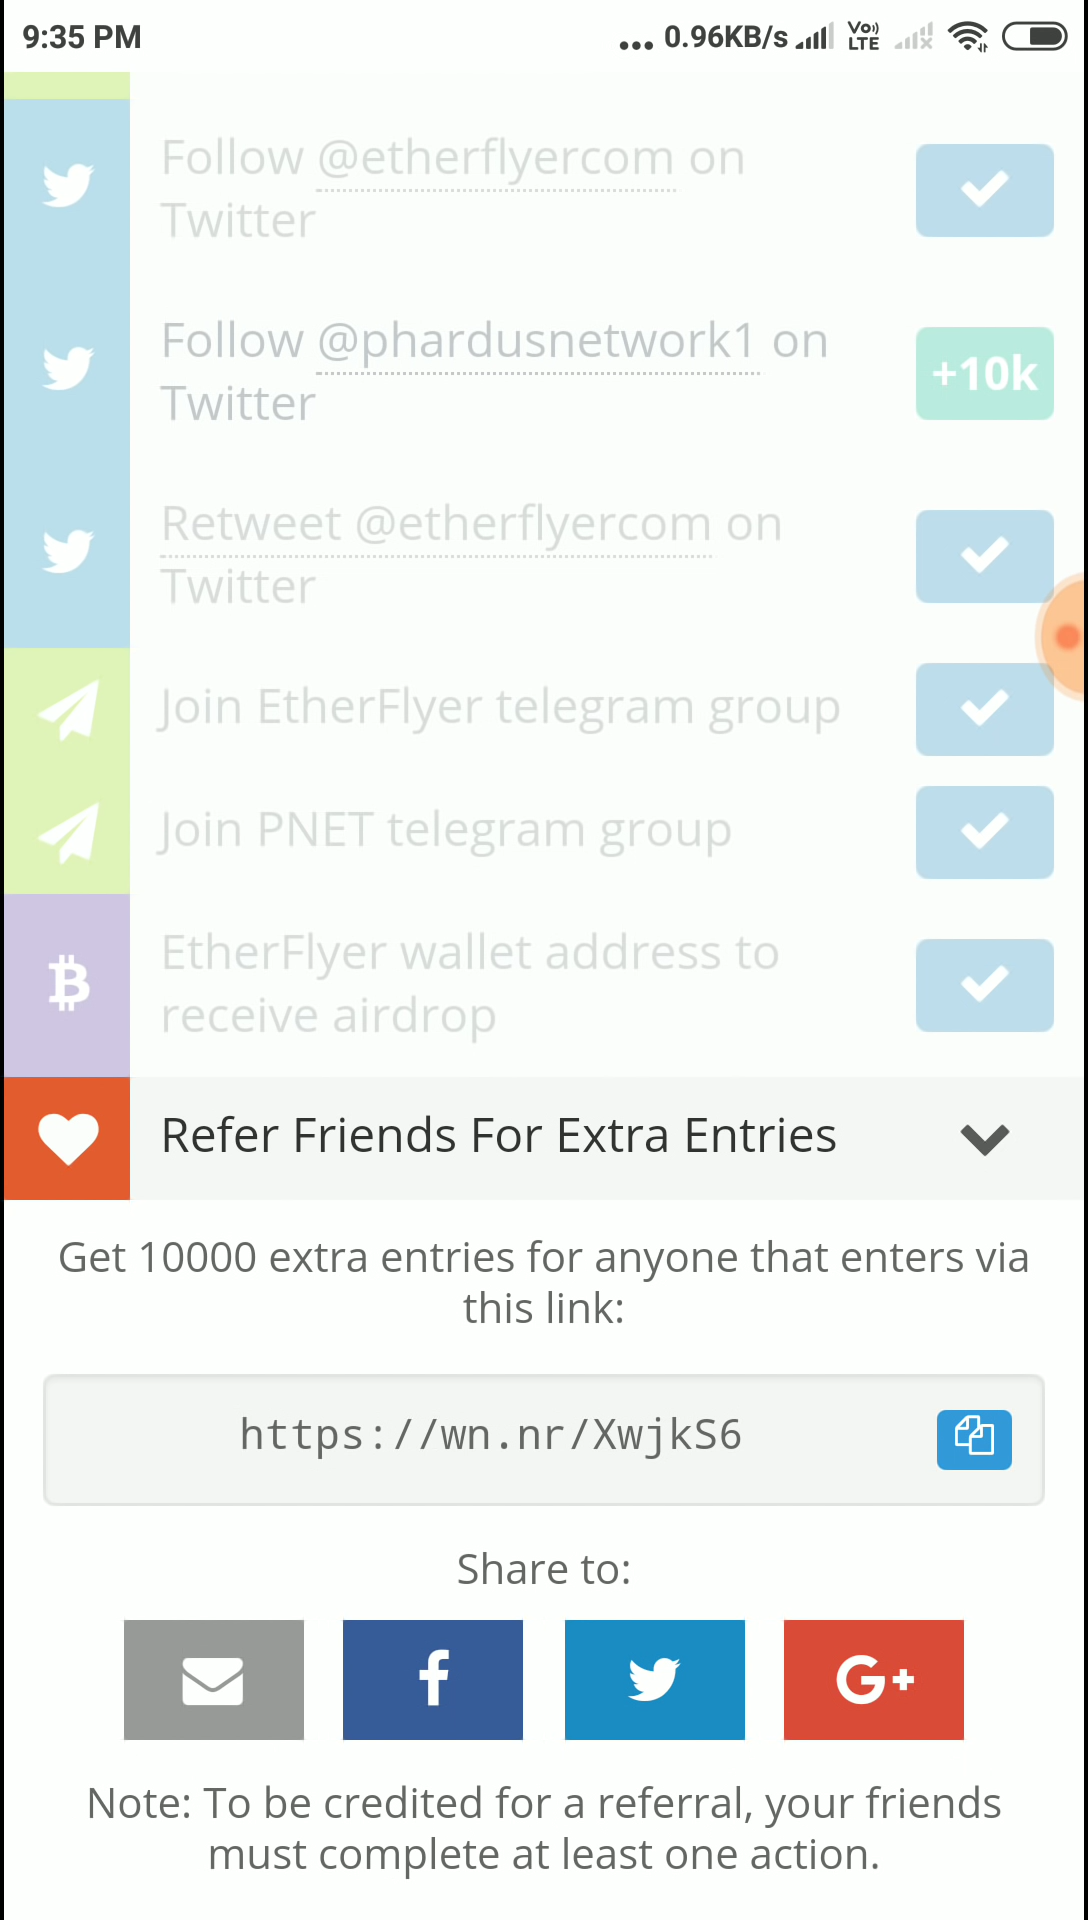 9:35 PM
... 0.96KB/s VoLTE
Follow @etherflyercom on
Twitter
Follow @phardusnetwork1 on
Twitter
+10k
Retweet @etherflyercom on
Twitter
Join EtherFlyer telegram group
Join PNET telegram group
EtherFlyer wallet address to
receive airdrop
Refer Friends For Extra Entries
Get 10000 extra entries for anyone that enters via
this link:
https://wn.nr/XwjkS6
Share to:
f
G+
Note: To be credited for a referral, your friends
must complete at least one action.